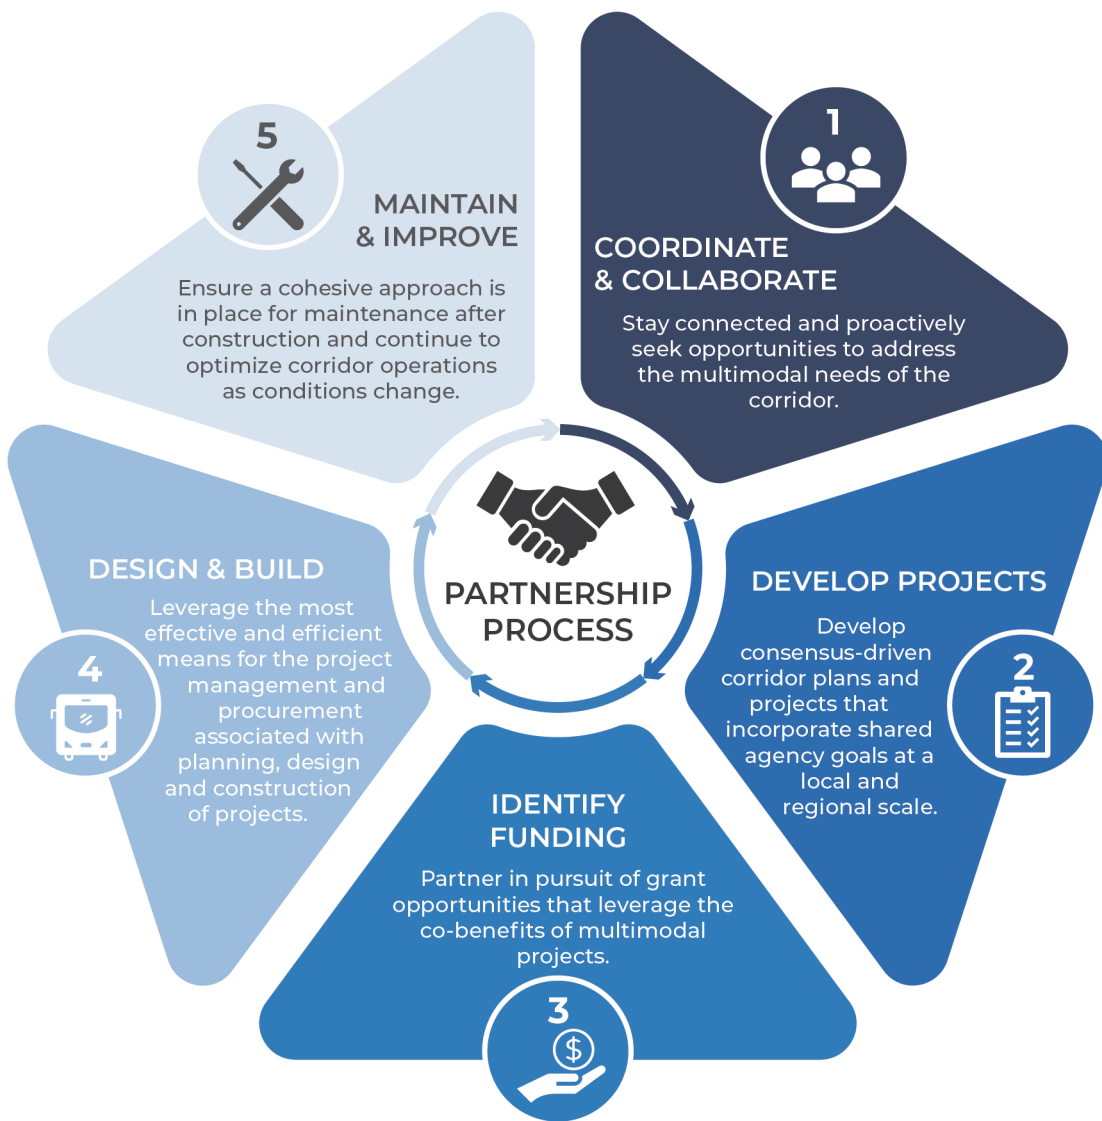 1
COORDINATE
& COLLABORATE
Stay connected and proactively
seek opportunities to address
the multimodal needs of the
corridor.
2
DEVELOP PROJECTS
Develop
consensus-driven
corridor plans and
projects that
incorporate shared
agency goals at a
local and
regional scale.
3
IDENTIFY
FUNDING
Partner in pursuit of grant
opportunities that leverage the
co-benefits of multimodal
projects.
$
4
DESIGN & BUILD
Leverage the most
effective and efficient
means for the project
management and
procurement
associated with
planning, design
and construction
of projects.
5
MAINTAIN
& IMPROVE
Ensure a cohesive approach is
in place for maintenance after
construction and continue to
optimize corridor operations
as conditions change.
PARTNERSHIP
PROCESS